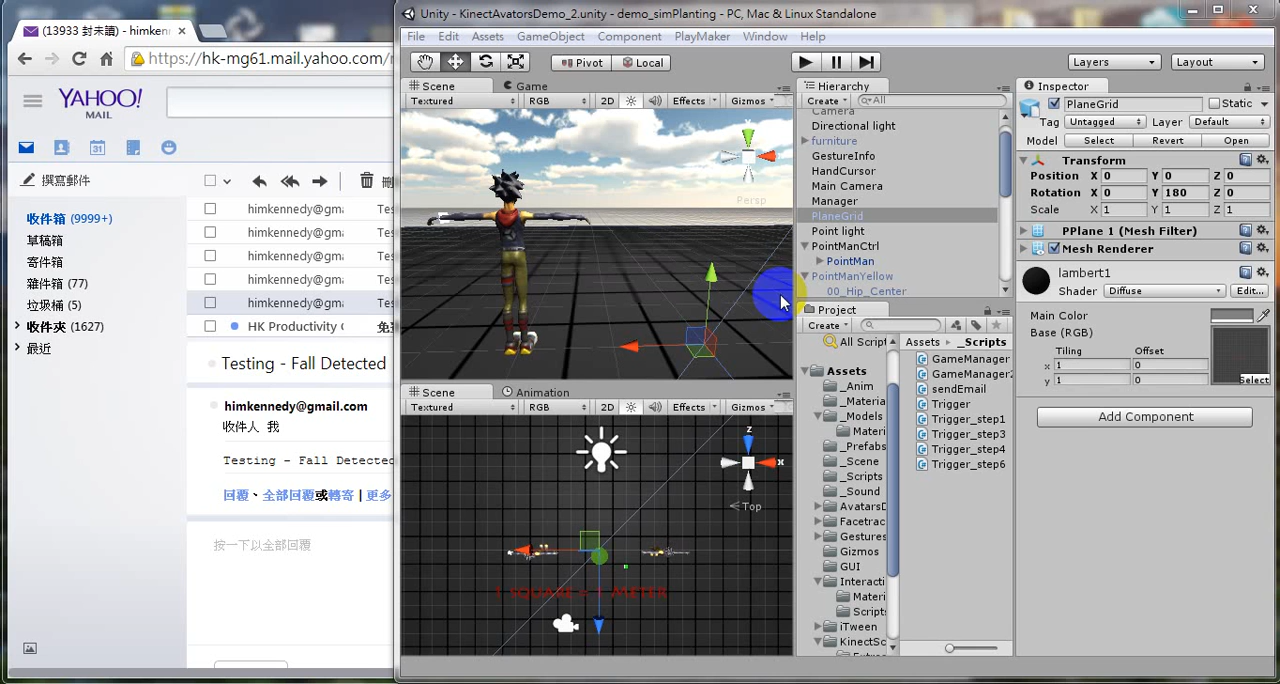 (13933 封未讀) - himken
https://hk-mg61.mail.yahoo.com/
YAHOO!
MAIL
撰寫郵件
收件箱 (9999+)
草稿箱
寄件箱
雜件箱 (77)
垃圾桶 (5)
收件夾 (1627)
最近
himkennedy@gma
himkennedy@gma
himkennedy@gma
himkennedy@gma
himkennedy@gma
HK Productivity
Testing - Fall Detected
himkennedy@gmail.com
收件人 我
Testing - Fall Detected
回覆、全部回覆或轉寄 | 更多
按一下以全部回覆
Unity - KinectAvatorsDemo_2.unity - demo_simPlanting - PC, Mac & Linux Standalone
File Edit Assets GameObject Component PlayMaker Window Help
Pivot Local Layers Layout
Scene Game
Textured RGB 2D Effects Gizmos
Persp
Scene Animation
Textured RGB 2D Effects Gizmos
z
x
Top
1 SQUARE = 1 METER
Hierarchy
Create All
Camera
Directional light
furniture
GestureInfo
HandCursor
Main Camera
Manager
PlaneGrid
Point light
PointManCtrl
PointMan
PointManYellow
00_Hip_Center
Project
Create
All Script
Assets
_Anim
_Materia
_Models
Materi
_Prefabs
_Scene
_Scripts
_Sound
AvatarsD
Facetrac
Gestures
Gizmos
GUI
Interacti
Materi
Scripts
iTween
KinectSc
Assets _Scripts
GameManager
GameManager2
sendEmail
Trigger
Trigger_step1
Trigger_step3
Trigger_step4
Trigger_step6
Inspector
PlaneGrid Static
Tag Untagged Layer Default
Model Select Revert Open
Transform
Position X 0 Y 0 Z 0
Rotation X 0 Y 180 Z 0
Scale X 1 Y 1 Z 1
PPlane 1 (Mesh Filter)
Mesh Renderer
lambert1
Shader Diffuse Edit...
Main Color
Base (RGB)
Tiling Offset
x 1 0
y 1 0
Select
Add Component